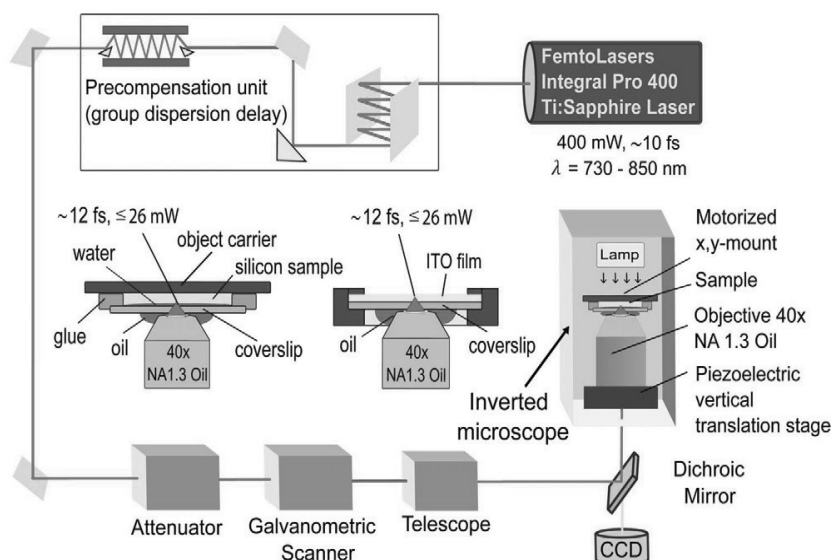 FemtoLasers
Integral Pro 400
Ti:Sapphire Laser
400 mW, ~10 fs
λ = 730 - 850 nm
Precompensation unit
(group dispersion delay)
~12 fs, ≤26 mW
object carrier
water
silicon sample
glue
oil
coverslip
40x
NA1.3 Oil
~12 fs, ≤26 mW
ITO film
oil
coverslip
40x
NA1.3 Oil
Motorized
x,y-mount
Lamp
Sample
Objective 40x
NA 1.3 Oil
Piezoelectric
vertical
translation stage
Inverted
microscope
Dichroic
Mirror
Attenuator
Galvanometric
Scanner
Telescope
CCD